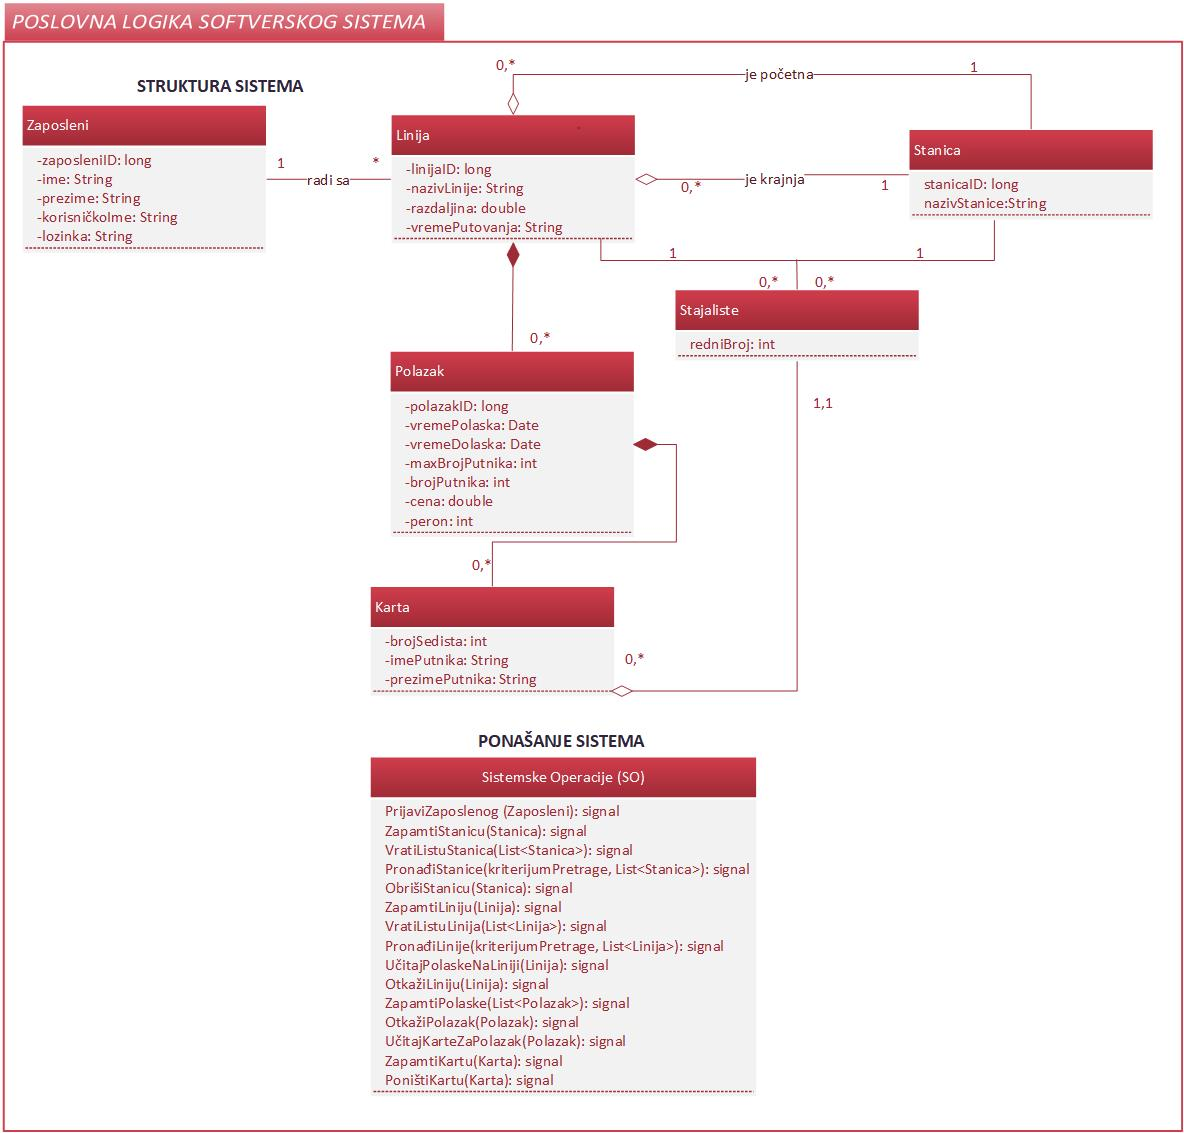 POSLOVNA LOGIKA SOFTVERSKOG SISTEMA
STRUKTURA SISTEMA
0,*
je početna
1
Zaposleni
-zaposleniID: long
-ime: String
-prezime: String
-korisničkoIme: String
-lozinka: String
1
radi sa
*
Linija
-linijaID: long
-nazivLinije: String
-razdaljina: double
-vremePutovanja: String
0,*
je krajnja
1
Stanica
stanicaID: long
nazivStanice:String
1
1
0,*
0,*
Stajaliste
redniBroj: int
1,1
0,*
Polazak
-polazakID: long
-vremePolaska: Date
-vremeDolaska: Date
-maxBrojPutnika: int
-brojPutnika: int
-cena: double
-peron: int
0,*
Karta
-brojSedista: int
-imePutnika: String
-prezimePutnika: String
0,*
PONAŠANJE SISTEMA
Sistemske Operacije (SO)
PrijaviZaposlenog (Zaposleni): signal
ZapamtiStanicu(Stanica): signal
VratiListuStanica(List<Stanica>): signal
PronađiStanice(kriterijumPretrage, List<Stanica>): signal
ObrišiStanicu(Stanica): signal
ZapamtiLiniju(Linija): signal
VratiListuLinija(List<Linija>): signal
PronađiLinije(kriterijumPretrage, List<Linija>): signal
UčitajPolaskeNaLiniji(Linija): signal
OtkažiLiniju(Linija): signal
ZapamtiPolaske(List<Polazak>): signal
OtkažiPolazak(Polazak): signal
UčitajKarteZaPolazak(Polazak): signal
ZapamtiKartu(Karta): signal
PoništiKartu(Karta): signal